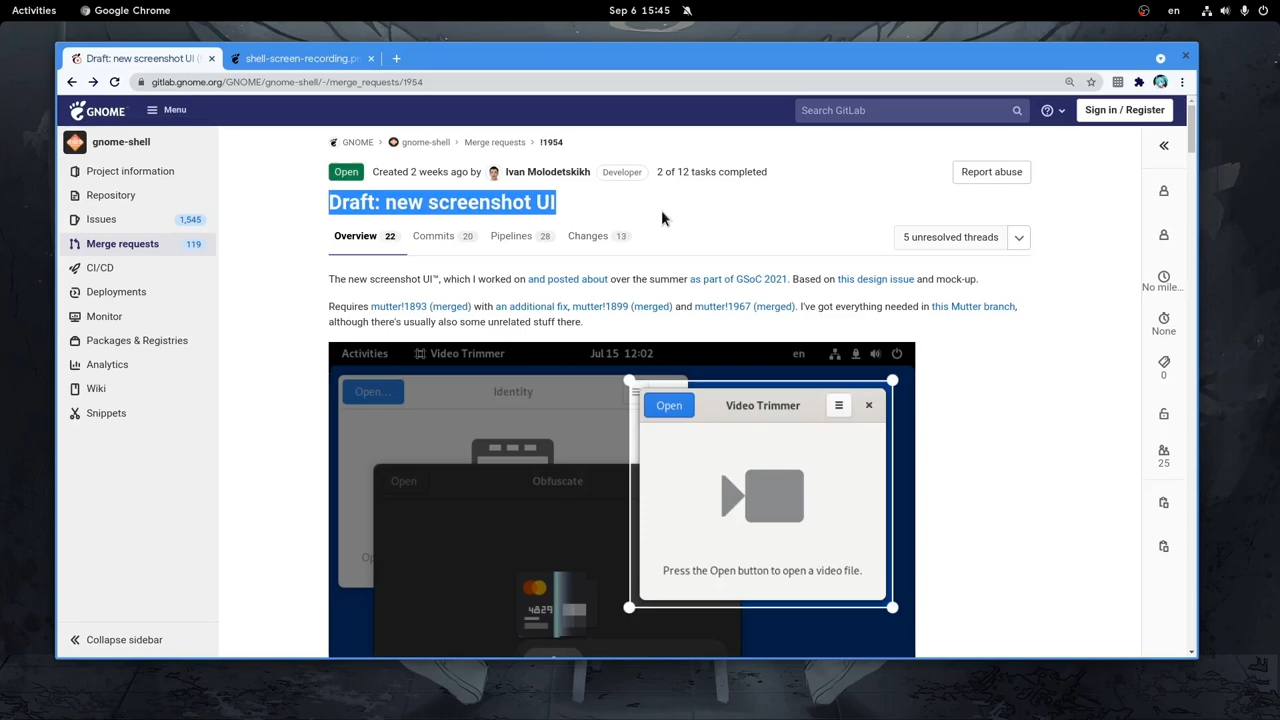 Activities Google Chrome Sep 6 15:45 en
Draft: new screenshot UI ( shell-screen-recording.p
gitlab.gnome.org/GNOME/gnome-shell/-/merge_requests/1954
GNOME Menu Search GitLab Sign in / Register
gnome-shell
Project information
Repository
Issues 1,545
Merge requests 119
CI/CD
Deployments
Monitor
Packages & Registries
Analytics
Wiki
Snippets
Collapse sidebar
GNOME > gnome-shell > Merge requests > !1954
Open Created 2 weeks ago by Ivan Molodetskikh Developer 2 of 12 tasks completed Report abuse
Draft: new screenshot UI
Overview 22 Commits 20 Pipelines 28 Changes 13 5 unresolved threads
The new screenshot UI™, which I worked on and posted about over the summer as part of GSoC 2021. Based on this design issue and mock-up.
Requires mutter!1893 (merged) with an additional fix, mutter!1899 (merged) and mutter!1967 (merged). I've got everything needed in this Mutter branch,
although there's usually also some unrelated stuff there.
Activities Video Trimmer Jul 15 12:02 en
Open... Identity
Open Video Trimmer
Open Obfuscate
4829
Press the Open button to open a video file.
No mile...
None
0
25